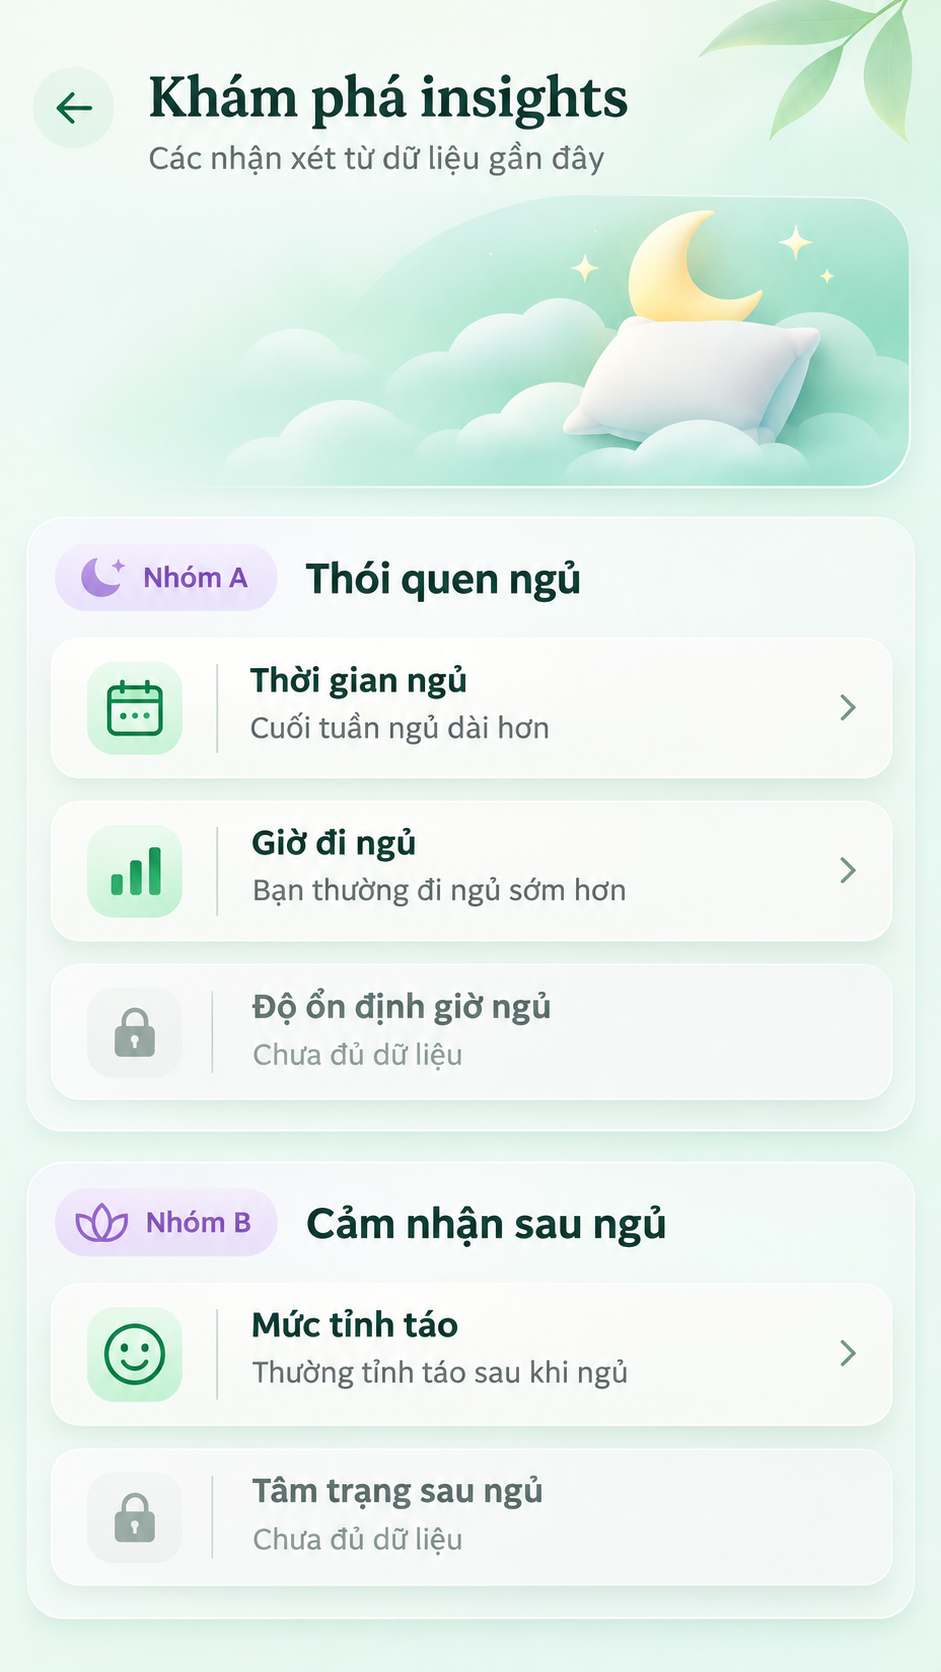 Khám phá insights
Các nhận xét từ dữ liệu gần đây
Nhóm A
Thói quen ngủ
Thời gian ngủ
Cuối tuần ngủ dài hơn
Giờ đi ngủ
Bạn thường đi ngủ sớm hơn
Độ ổn định giờ ngủ
Chưa đủ dữ liệu
Nhóm B
Cảm nhận sau ngủ
Mức tỉnh táo
Thường tỉnh táo sau khi ngủ
Tâm trạng sau ngủ
Chưa đủ dữ liệu